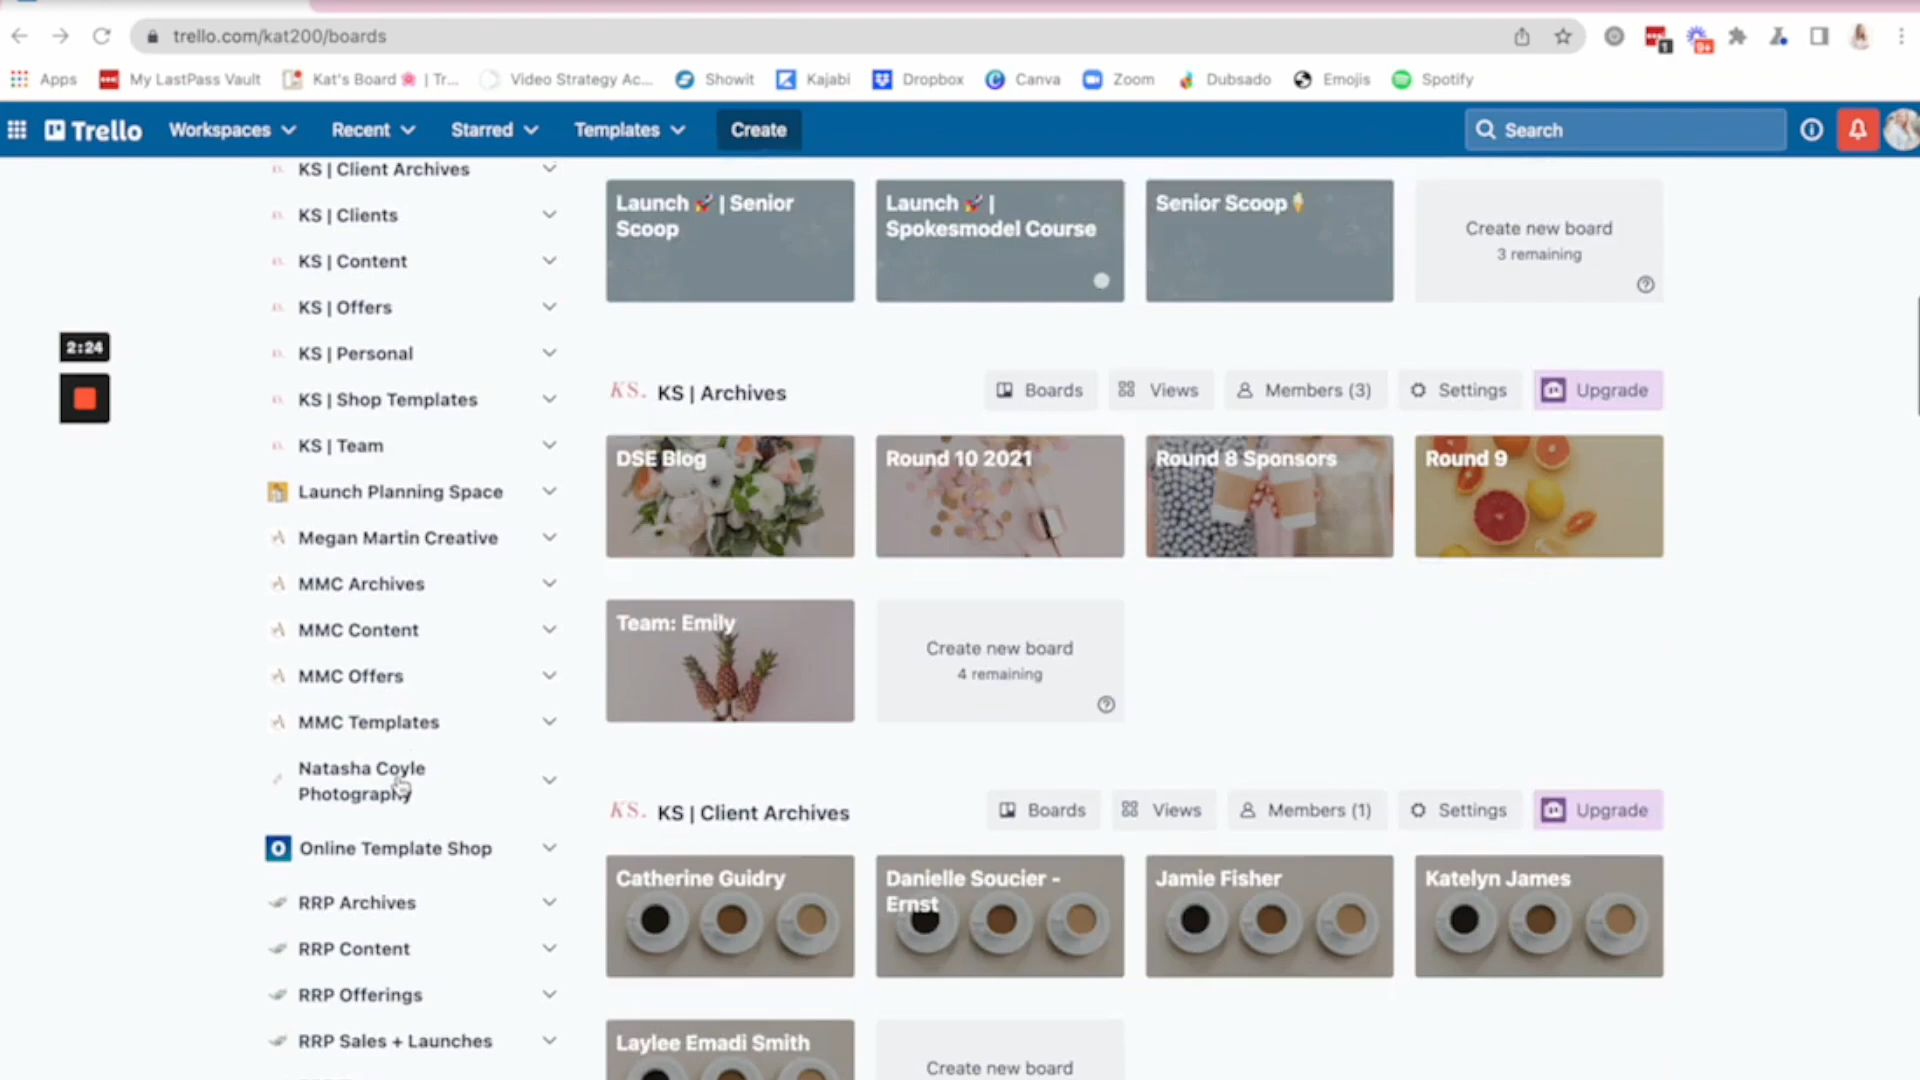 trello.com/kat200/boards
1
9+
Apps
My LastPass Vault
Kat's Board 🌸 | Tr...
Video Strategy Ac...
Showit
Kajabi
Dropbox
Canva
Zoom
Dubsado
Emojis
Spotify
Trello
Workspaces
Recent
Starred
Templates
Create
Search
2:24
KS | Client Archives
KS | Clients
KS | Content
KS | Offers
KS | Personal
KS | Shop Templates
KS | Team
Launch Planning Space
Megan Martin Creative
MMC Archives
MMC Content
MMC Offers
MMC Templates
Natasha Coyle
Photography
Online Template Shop
RRP Archives
RRP Content
RRP Offerings
RRP Sales + Launches
Launch 🚀 | Senior
Scoop
Launch 🚀 |
Spokesmodel Course
Senior Scoop🍦
Create new board
3 remaining
KS. KS | Archives
Boards
Views
Members (3)
Settings
Upgrade
DSE Blog
Round 10 2021
Round 8 Sponsors
Round 9
Team: Emily
Create new board
4 remaining
KS. KS | Client Archives
Boards
Views
Members (1)
Settings
Upgrade
Catherine Guidry
Danielle Soucier -
Ernst
Jamie Fisher
Katelyn James
Laylee Emadi Smith
Create new board